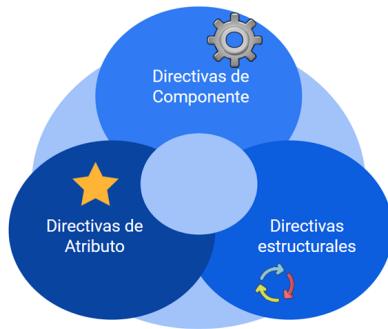 Directivas de
Componente
Directivas de
Atributo
Directivas
estructurales